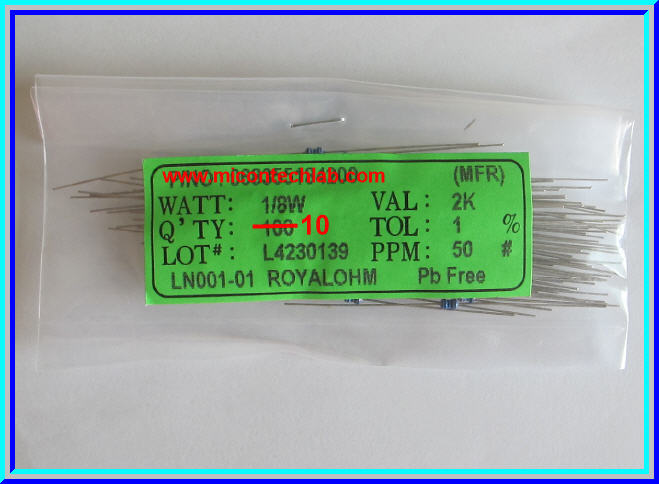 www.micratechlab.com (MFR)
WATT: 1/8W VAL: 2K
Q'TY: 100 10 TOL: 1 %
LOT#: L4230139 PPM: 50 #
LN001-01 ROYALOHM Pb Free